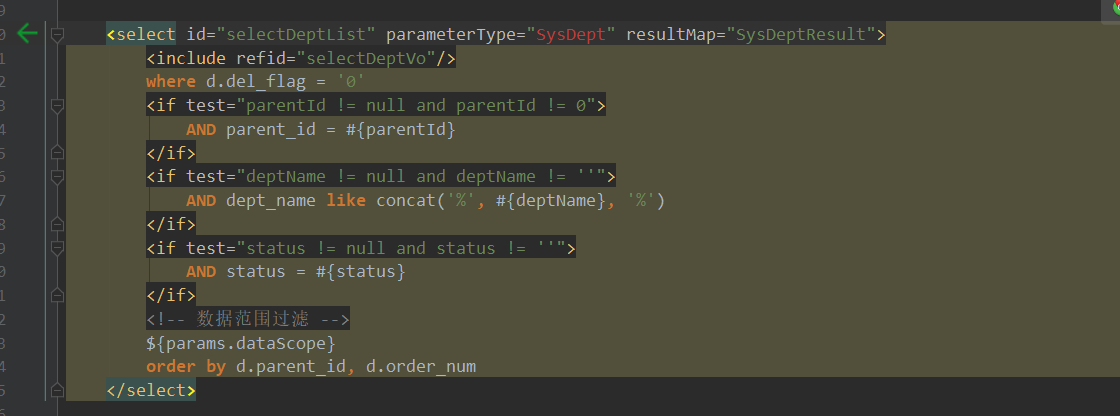 <select id="selectDeptList" parameterType="SysDept" resultMap="SysDeptResult">
<include refid="selectDeptVo"/>
where d.del_flag = '0'
<if test="parentId != null and parentId != 0">
AND parent_id = #{parentId}
</if>
<if test="deptName != null and deptName != ''">
AND dept_name like concat('%', #{deptName}, '%')
</if>
<if test="status != null and status != ''">
AND status = #{status}
</if>
<!-- 数据范围过滤 -->
${params.dataScope}
order by d.parent_id, d.order_num
</select>